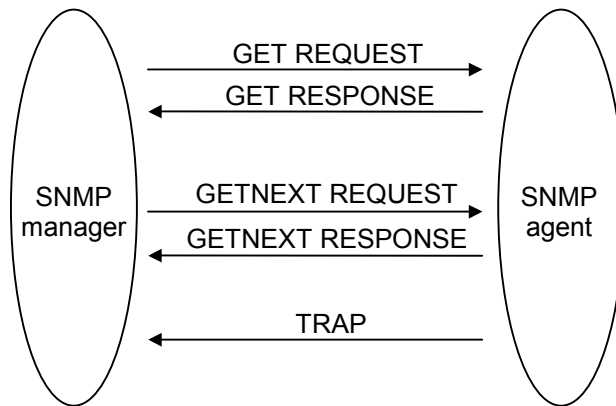 GET REQUEST
GET RESPONSE
SNMP
manager
GETNEXT REQUEST
GETNEXT RESPONSE
SNMP
agent
TRAP